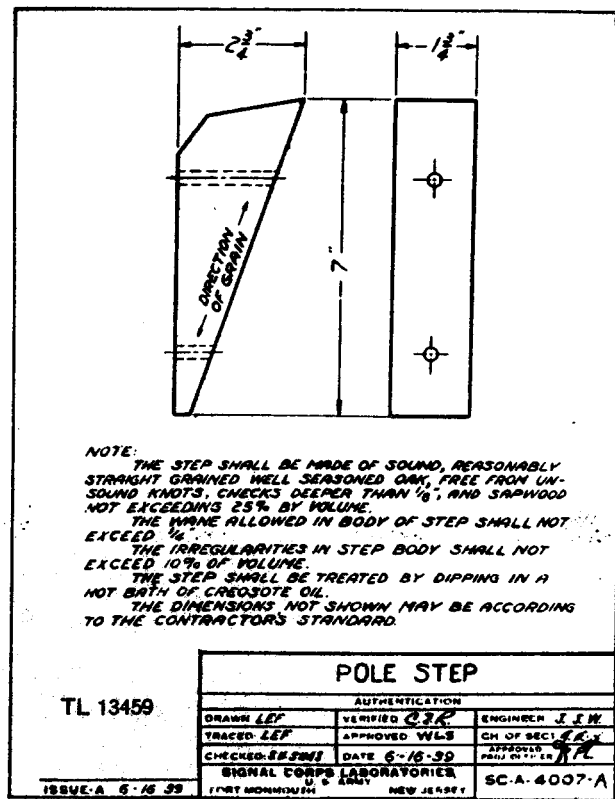 2 3/4"
1 3/4"
7"
DIRECTION
OF GRAIN
NOTE:
THE STEP SHALL BE MADE OF SOUND, REASONABLY
STRAIGHT GRAINED WELL SEASONED OAK, FREE FROM UN-
SOUND KNOTS, CHECKS DEEPER THAN 1/8", AND SAPWOOD
NOT EXCEEDING 25% BY VOLUME.
THE WANE ALLOWED IN BODY OF STEP SHALL NOT
EXCEED 1/4"
THE IRREGULARITIES IN STEP BODY SHALL NOT
EXCEED 10% OF VOLUME.
THE STEP SHALL BE TREATED BY DIPPING IN A
HOT BATH OF CREOSOTE OIL.
THE DIMENSIONS NOT SHOWN MAY BE ACCORDING
TO THE CONTRACTORS STANDARD.
TL 13459
POLE STEP
AUTHENTICATION
DRAWN LEF VERIFIED ENGINEER J.J.W.
TRACED LEF APPROVED WLS CH OF SECT
CHECKED DATE 6-16-39 APPROVED
SIGNAL CORPS LABORATORIES
U.S. ARMY
FORT MONMOUTH NEW JERSEY
SC-A-4007-A
ISSUE-A 6-16-39